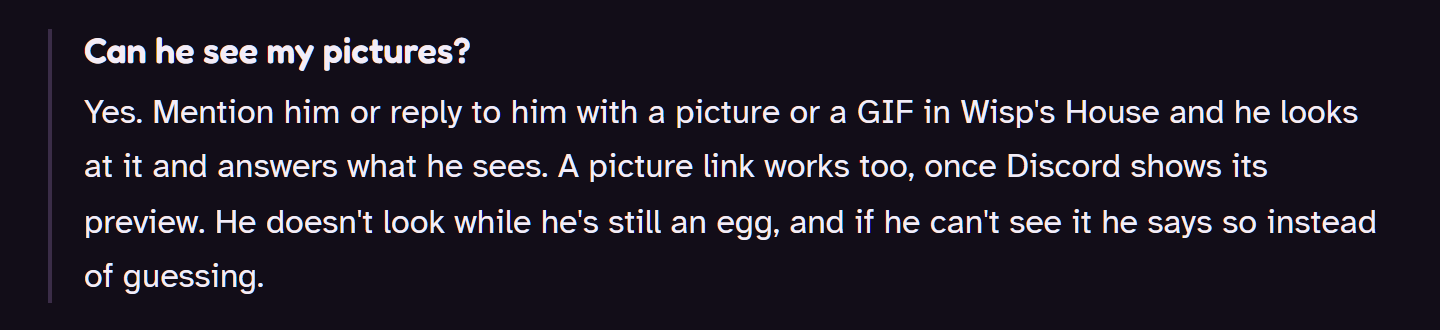 Can he see my pictures?
Yes. Mention him or reply to him with a picture or a GIF in Wisp's House and he looks
at it and answers what he sees. A picture link works too, once Discord shows its
preview. He doesn't look while he's still an egg, and if he can't see it he says so instead
of guessing.